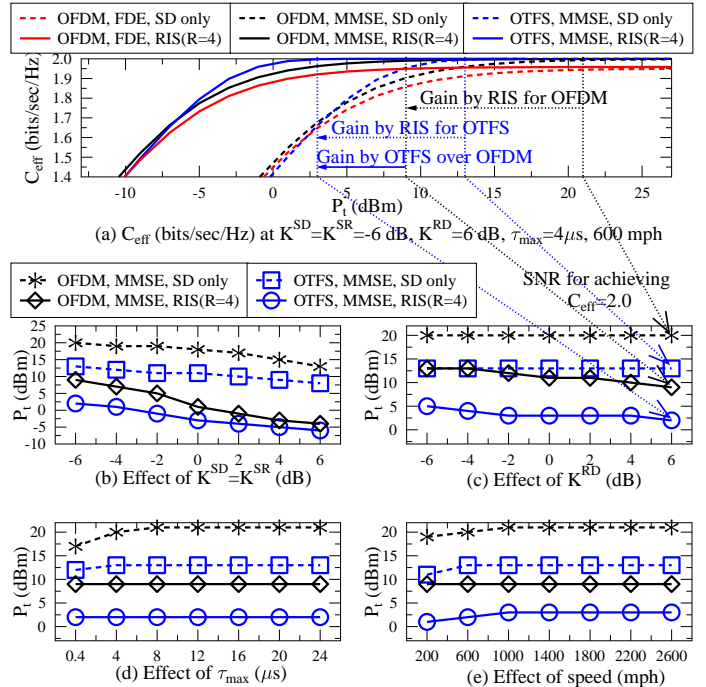 OFDM, FDE, SD only
OFDM, FDE, RIS(R=4)
OFDM, MMSE, SD only
OFDM, MMSE, RIS(R=4)
OTFS, MMSE, SD only
OTFS, MMSE, RIS(R=4)
C_eff (bits/sec/Hz)
2.0
1.9
1.8
1.7
1.6
1.5
1.4
Gain by RIS for OFDM
Gain by RIS for OTFS
Gain by OTFS over OFDM
-10 -5 0 5 10 15 20 25
P_t (dBm)
(a) C_eff (bits/sec/Hz) at K^SD=K^SR=-6 dB, K^RD=6 dB, τ_max=4μs, 600 mph
OFDM, MMSE, SD only
OFDM, MMSE, RIS(R=4)
OTFS, MMSE, SD only
OTFS, MMSE, RIS(R=4)
SNR for achieving
C_eff=2.0
P_t (dBm)
25
20
15
10
5
0
-5
-10
-6 -4 -2 0 2 4 6
(b) Effect of K^SD=K^SR (dB)
P_t (dBm)
20
15
10
5
0
-6 -4 -2 0 2 4 6
(c) Effect of K^RD (dB)
P_t (dBm)
20
15
10
5
0
0.4 4 8 12 16 20 24
(d) Effect of τ_max (μs)
P_t (dBm)
20
15
10
5
0
200 600 1000 1400 1800 2200 2600
(e) Effect of speed (mph)